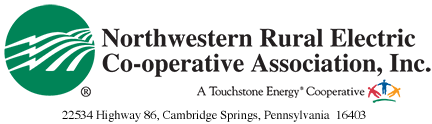 Northwestern Rural Electric
Co-operative Association, Inc.
®
A Touchstone Energy® Cooperative
22534 Highway 86, Cambridge Springs, Pennsylvania 16403